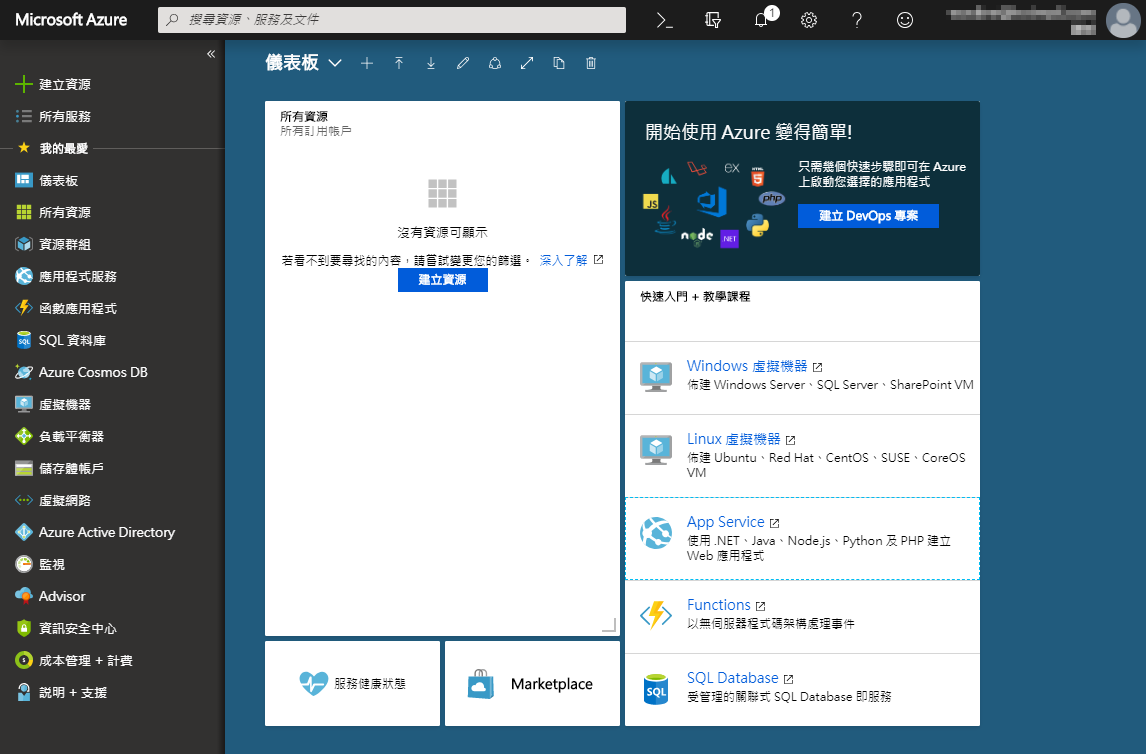 Microsoft Azure
搜尋資源、服務及文件
1
«
建立資源
所有服務
我的最愛
儀表板
所有資源
資源群組
應用程式服務
函數應用程式
SQL 資料庫
Azure Cosmos DB
虛擬機器
負載平衡器
儲存體帳戶
虛擬網路
Azure Active Directory
監視
Advisor
資訊安全中心
成本管理 + 計費
說明 + 支援
儀表板
所有資源
所有訂用帳戶
沒有資源可顯示
若看不到要尋找的內容，請嘗試變更您的篩選。 深入了解
建立資源
服務健康狀態
Marketplace
開始使用 Azure 變得簡單!
只需幾個快速步驟即可在 Azure
上啟動您選擇的應用程式
建立 DevOps 專案
EX
HTML
5
JS
php
node
.NET
快速入門 + 教學課程
Windows 虛擬機器
佈建 Windows Server、SQL Server、SharePoint VM
Linux 虛擬機器
佈建 Ubuntu、Red Hat、CentOS、SUSE、CoreOS
VM
App Service
使用 .NET、Java、Node.js、Python 及 PHP 建立
Web 應用程式
Functions
以無伺服器程式碼架構處理事件
SQL Database
受管理的關聯式 SQL Database 即服務